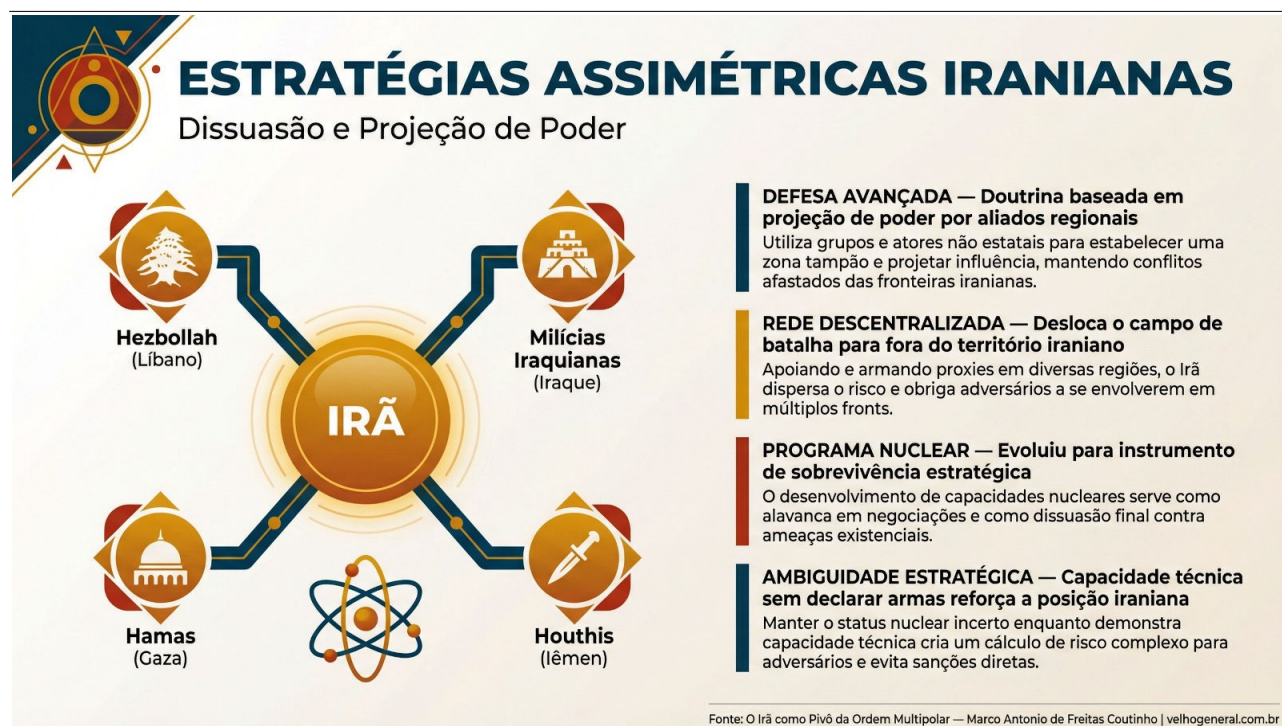 ESTRATÉGIAS ASSIMÉTRICAS IRANIANAS
Dissuasão e Projeção de Poder
Hezbollah
(Líbano)
Milícias
Iraquianas
(Iraque)
IRÃ
Hamas
(Gaza)
Houthis
(Iêmen)
DEFESA AVANÇADA — Doutrina baseada em
projeção de poder por aliados regionais
Utiliza grupos e atores não estatais para estabelecer uma
zona tampão e projetar influência, mantendo conflitos
afastados das fronteiras iranianas.
REDE DESCENTRALIZADA — Desloca o campo de
batalha para fora do território iraniano
Apoiando e armando proxies em diversas regiões, o Irã
dispersa o risco e obriga adversários a se envolverem em
múltiplos fronts.
PROGRAMA NUCLEAR — Evoluiu para instrumento
de sobrevivência estratégica
O desenvolvimento de capacidades nucleares serve como
alavanca em negociações e como dissuasão final contra
ameaças existenciais.
AMBIGUIDADE ESTRATÉGICA — Capacidade técnica
sem declarar armas reforça a posição iraniana
Manter o status nuclear incerto enquanto demonstra
capacidade técnica cria um cálculo de risco complexo para
adversários e evita sanções diretas.
Fonte: O Irã como Pivô da Ordem Multipolar — Marco Antonio de Freitas Coutinho | velhogeneral.com.br